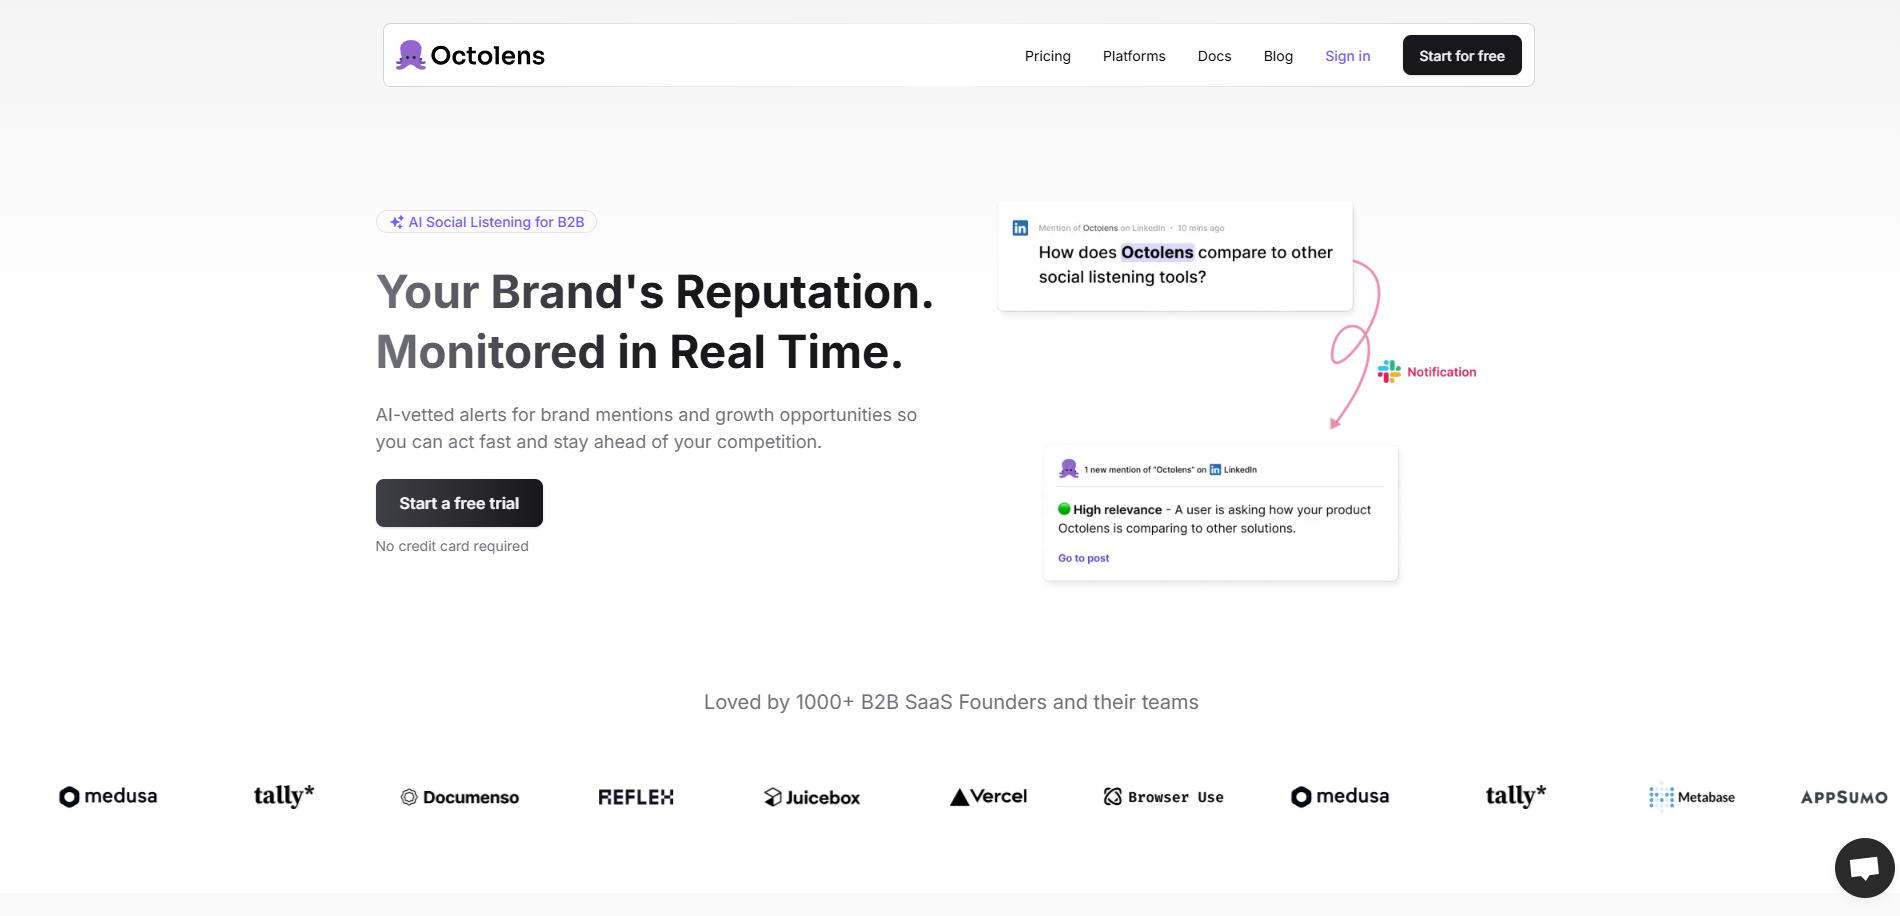 Octolens
Pricing
Platforms
Docs
Blog
Sign in
Start for free
AI Social Listening for B2B
Your Brand's Reputation.
Monitored in Real Time.
AI-vetted alerts for brand mentions and growth opportunities so
you can act fast and stay ahead of your competition.
Start a free trial
No credit card required
in
Mention of Octolens on LinkedIn • 10 mins ago
How does Octolens compare to other
social listening tools?
Notification
1 new mention of "Octolens" on in LinkedIn
High relevance - A user is asking how your product
Octolens is comparing to other solutions.
Go to post
Loved by 1000+ B2B SaaS Founders and their teams
medusa
tally*
Documenso
REFLEX
Juicebox
Vercel
Browser Use
medusa
tally*
Metabase
APPSUMO